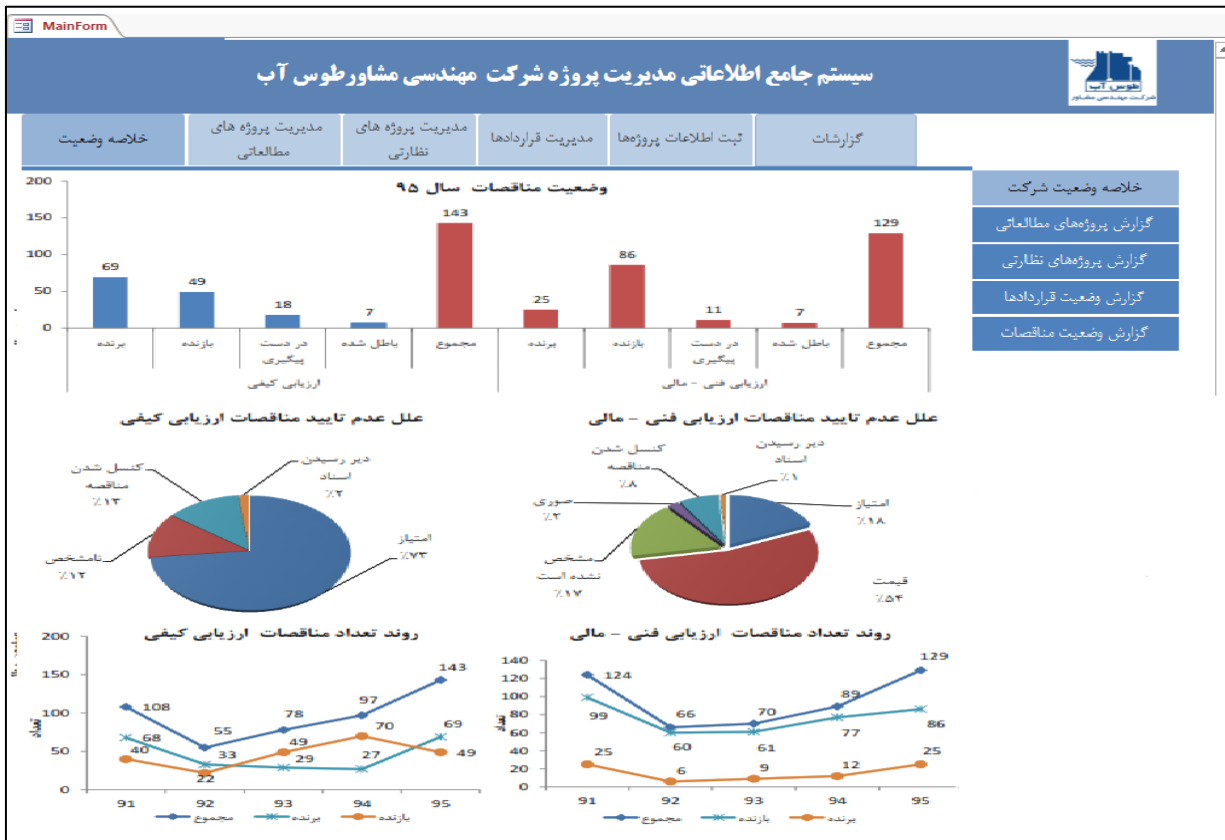 MainForm
سیستم جامع اطلاعاتی مدیریت پروژه شرکت مهندسی مشاورطوس آب
طوس آب
شرکت مهندسی مشاور
گزارشات
ثبت اطلاعات پروژه‌ها
مدیریت قراردادها
مدیریت پروژه های
نظارتی
مدیریت پروژه های
مطالعاتی
خلاصه وضعیت
خلاصه وضعیت شرکت
گزارش پروژه‌های مطالعاتی
گزارش پروژه‌های نظارتی
گزارش وضعیت قراردادها
گزارش وضعیت مناقصات
وضعیت مناقصات سال ۹۵
200
150
100
50
0
69
49
18
7
143
25
86
11
7
129
برنده
بازنده
در دست
پیگیری
باطل شده
مجموع
برنده
بازنده
در دست
پیگیری
باطل شده
مجموع
ارزیابی کیفی
ارزیابی فنی - مالی
علل عدم تایید مناقصات ارزیابی کیفی
دیر رسیدن
اسناد
٪۲
کنسل شدن
مناقصه
٪۱۳
نامشخص
٪۱۲
امتیاز
٪۷۳
علل عدم تایید مناقصات ارزیابی فنی - مالی
دیر رسیدن
اسناد
٪۱
کنسل شدن
مناقصه
٪۸
صوری
٪۲
مشخص
نشده است
٪۱۷
امتیاز
٪۱۸
قیمت
٪۵۴
روند تعداد مناقصات ارزیابی کیفی
تعداد
200
150
100
50
0
108
55
78
97
143
68
33
29
27
69
40
22
49
70
49
91
92
93
94
95
مجموع
برنده
بازنده
روند تعداد مناقصات ارزیابی فنی - مالی
تعداد
140
120
100
80
60
40
20
0
124
66
70
89
129
99
60
61
77
86
25
6
9
12
25
91
92
93
94
95
مجموع
بازنده
برنده